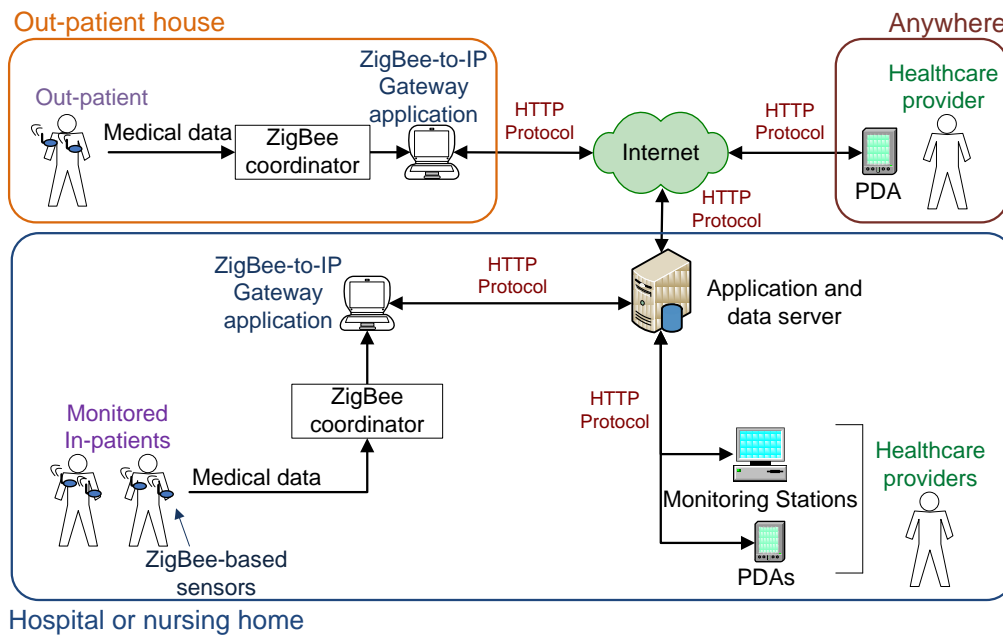 Out-patient house
Anywhere
ZigBee-to-IP
Gateway
application
Out-patient
Medical data
ZigBee
coordinator
HTTP
Protocol
Internet
HTTP
Protocol
Healthcare
provider
PDA
HTTP
Protocol
ZigBee-to-IP
Gateway
application
HTTP
Protocol
Application and
data server
ZigBee
coordinator
HTTP
Protocol
Monitored
In-patients
Medical data
ZigBee-based
sensors
Monitoring Stations
PDAs
Healthcare
providers
Hospital or nursing home